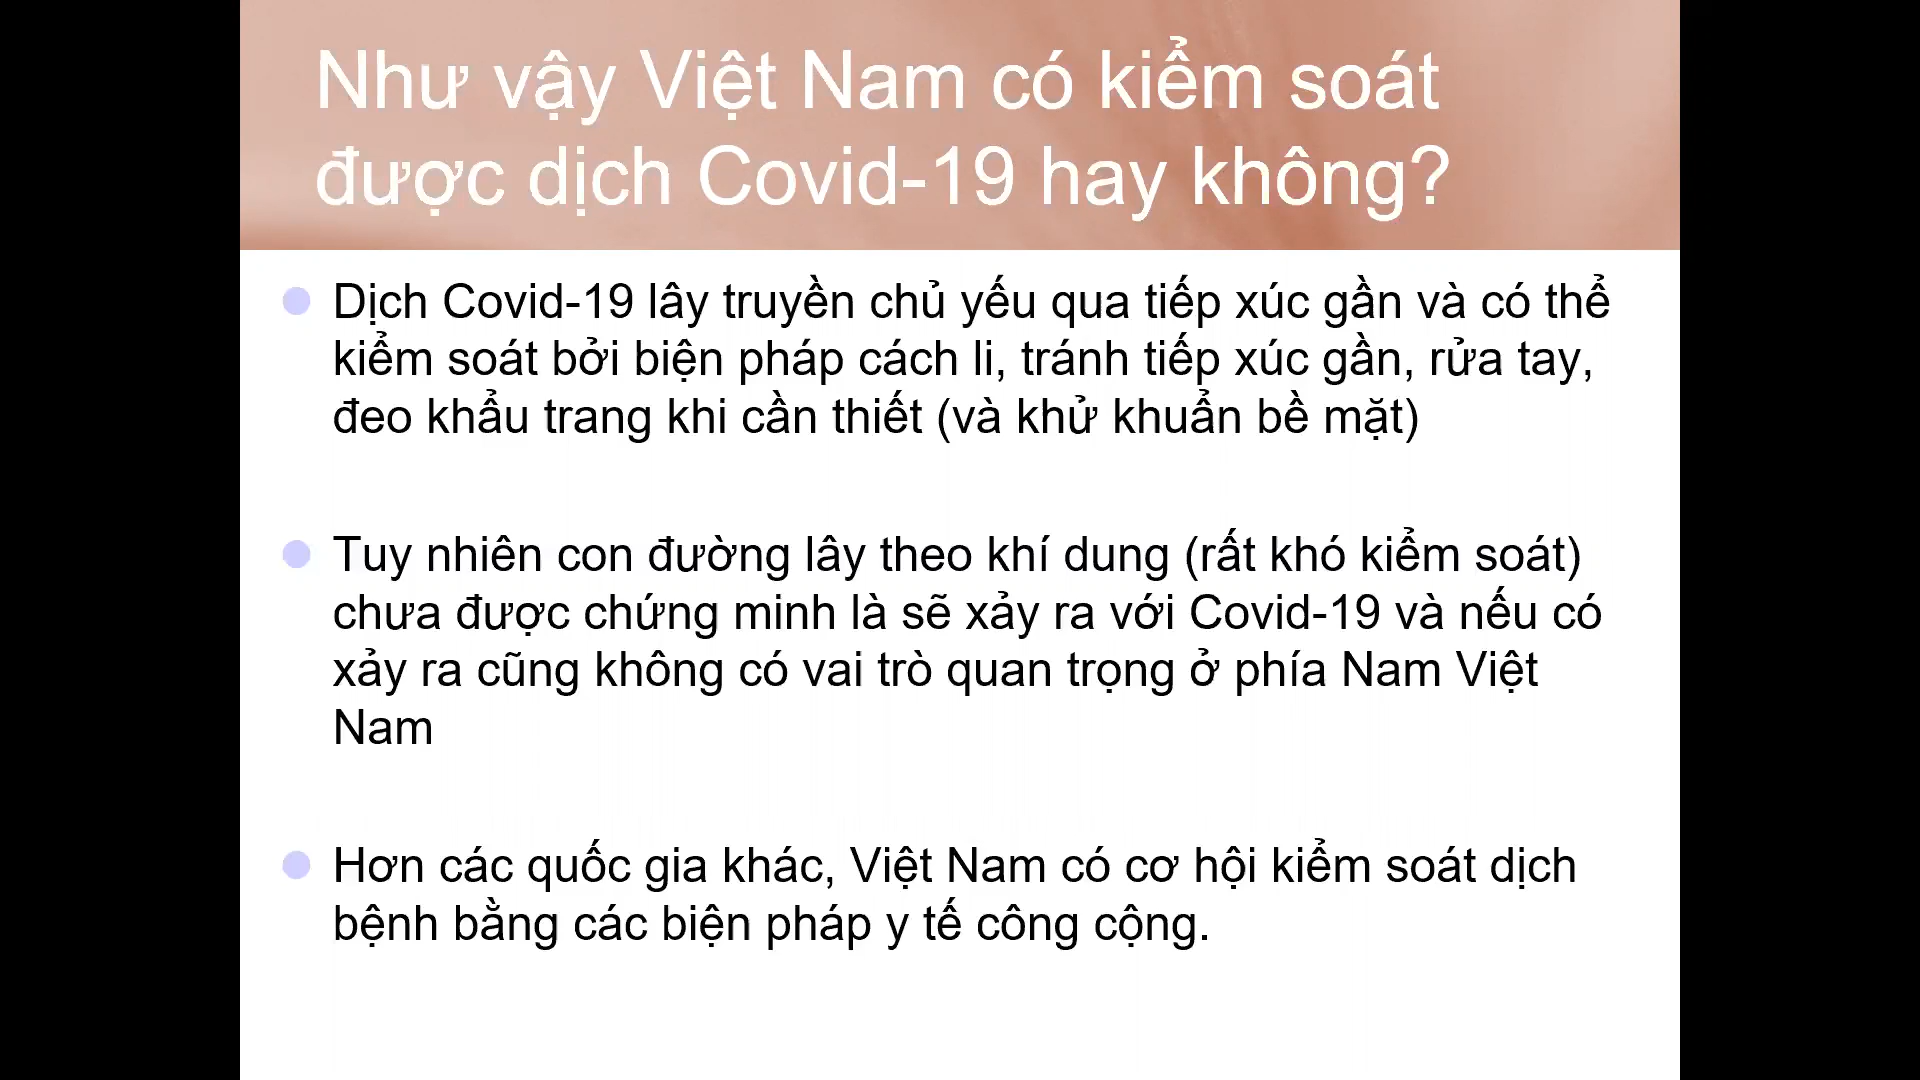 Như vậy Việt Nam có kiểm soát
được dịch Covid-19 hay không?
Dịch Covid-19 lây truyền chủ yếu qua tiếp xúc gần và có thể
kiểm soát bởi biện pháp cách li, tránh tiếp xúc gần, rửa tay,
đeo khẩu trang khi cần thiết (và khử khuẩn bề mặt)
Tuy nhiên con đường lây theo khí dung (rất khó kiểm soát)
chưa được chứng minh là sẽ xảy ra với Covid-19 và nếu có
xảy ra cũng không có vai trò quan trọng ở phía Nam Việt
Nam
Hơn các quốc gia khác, Việt Nam có cơ hội kiểm soát dịch
bệnh bằng các biện pháp y tế công cộng.